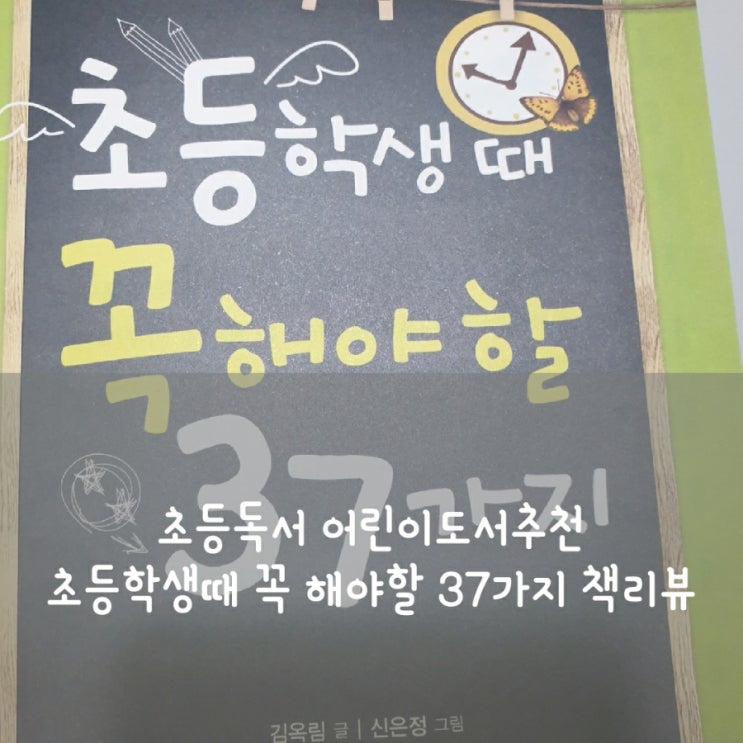 초등학생 때
꼭 해야 할
37가지
초등독서 어린이도서추천
초등학생때 꼭 해야할 37가지 책리뷰
김옥림 글 | 신은정 그림